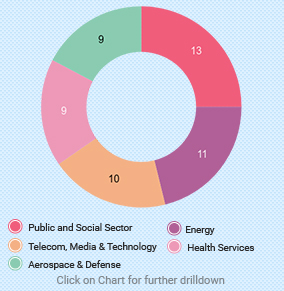 9
13
9
11
10
Public and Social Sector
Energy
Telecom, Media & Technology
Health Services
Aerospace & Defense
Click on Chart for further drilldown